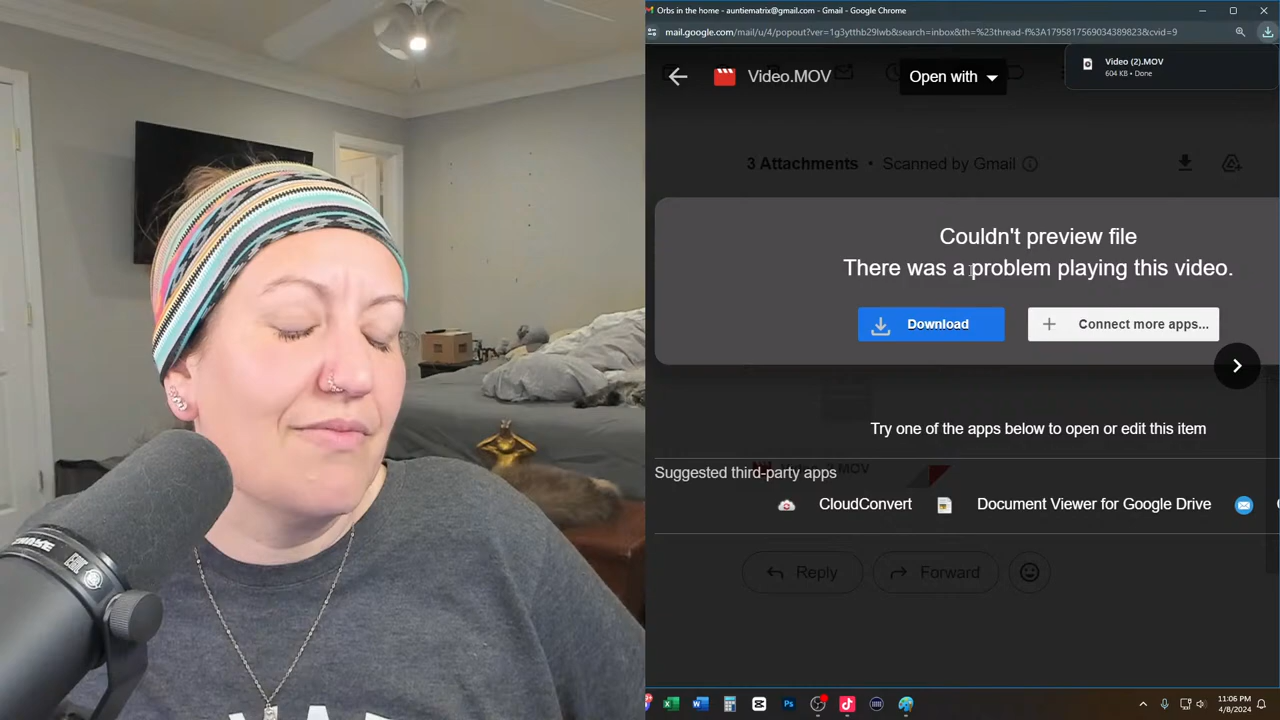 Orbs in the home - auntiematrix@gmail.com - Gmail - Google Chrome
mail.google.com/mail/u/4/popout?ver=1g3ytthb29lwb&search=inbox&th=%23thread-f%3A1795817569034389823&cvid=9
Video.MOV
Open with
Video (2).MOV
604 KB • Done
3 Attachments • Scanned by Gmail
Couldn't preview file
There was a problem playing this video.
Download
Connect more apps...
Try one of the apps below to open or edit this item
Suggested third-party apps
CloudConvert
Document Viewer for Google Drive
Reply
Forward
11:06 PM
4/8/2024